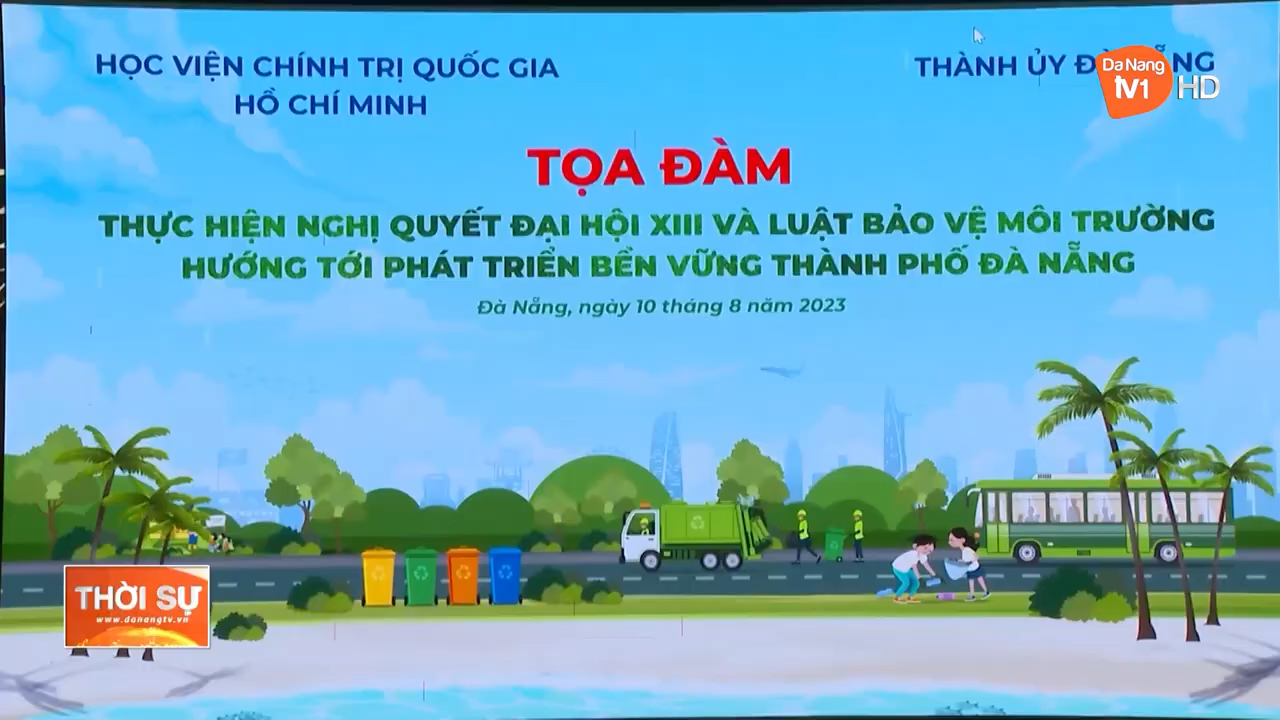 HỌC VIỆN CHÍNH TRỊ QUỐC GIA
HỒ CHÍ MINH
THÀNH ỦY
Da Nang
TV1 HD
TỌA ĐÀM
THỰC HIỆN NGHỊ QUYẾT ĐẠI HỘI XIII VÀ LUẬT BẢO VỆ MÔI TRƯỜNG
HƯỚNG TỚI PHÁT TRIỂN BỀN VỮNG THÀNH PHỐ ĐÀ NẴNG
Đà Nẵng, ngày 10 tháng 8 năm 2023
THỜI SỰ
www.danangtv.vn